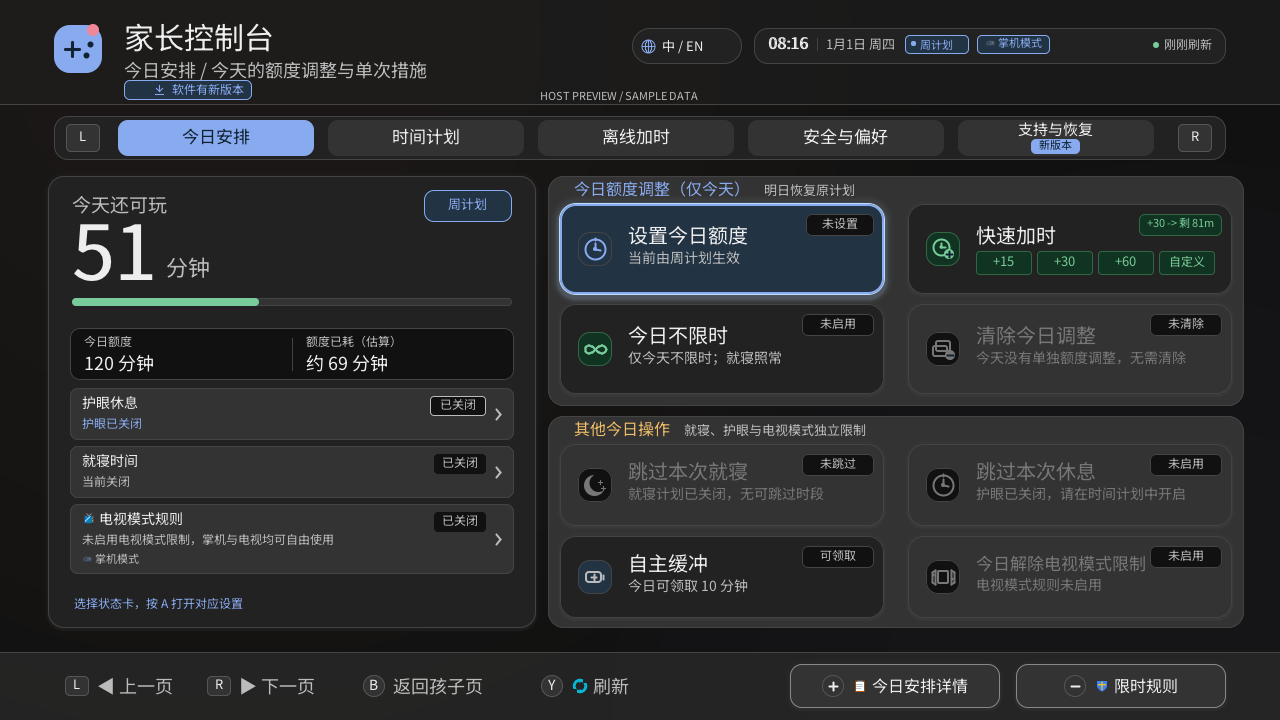 家长控制台
今日安排 / 今天的额度调整与单次措施
软件有新版本
中 / EN
08:16
1月1日 周四
周计划
掌机模式
刚刚刷新
HOST PREVIEW / SAMPLE DATA
L
今日安排
时间计划
离线加时
安全与偏好
支持与恢复
新版本
R
今天还可玩
周计划
51 分钟
今日额度
120 分钟
额度已耗（估算）
约 69 分钟
护眼休息
护眼已关闭
已关闭
就寝时间
当前关闭
已关闭
电视模式规则
未启用电视模式限制，掌机与电视均可自由使用
掌机模式
已关闭
选择状态卡，按 A 打开对应设置
今日额度调整（仅今天） 明日恢复原计划
设置今日额度
当前由周计划生效
未设置
快速加时
+30 -> 剩 81m
+15
+30
+60
自定义
今日不限时
仅今天不限时；就寝照常
未启用
清除今日调整
今天没有单独额度调整，无需清除
未清除
其他今日操作 就寝、护眼与电视模式独立限制
跳过本次就寝
就寝计划已关闭，无可跳过时段
未跳过
跳过本次休息
护眼已关闭，请在时间计划中开启
未启用
自主缓冲
今日可领取 10 分钟
可领取
今日解除电视模式限制
电视模式规则未启用
未启用
L ◀ 上一页
R ▶ 下一页
B 返回孩子页
Y 刷新
+ 今日安排详情
− 限时规则